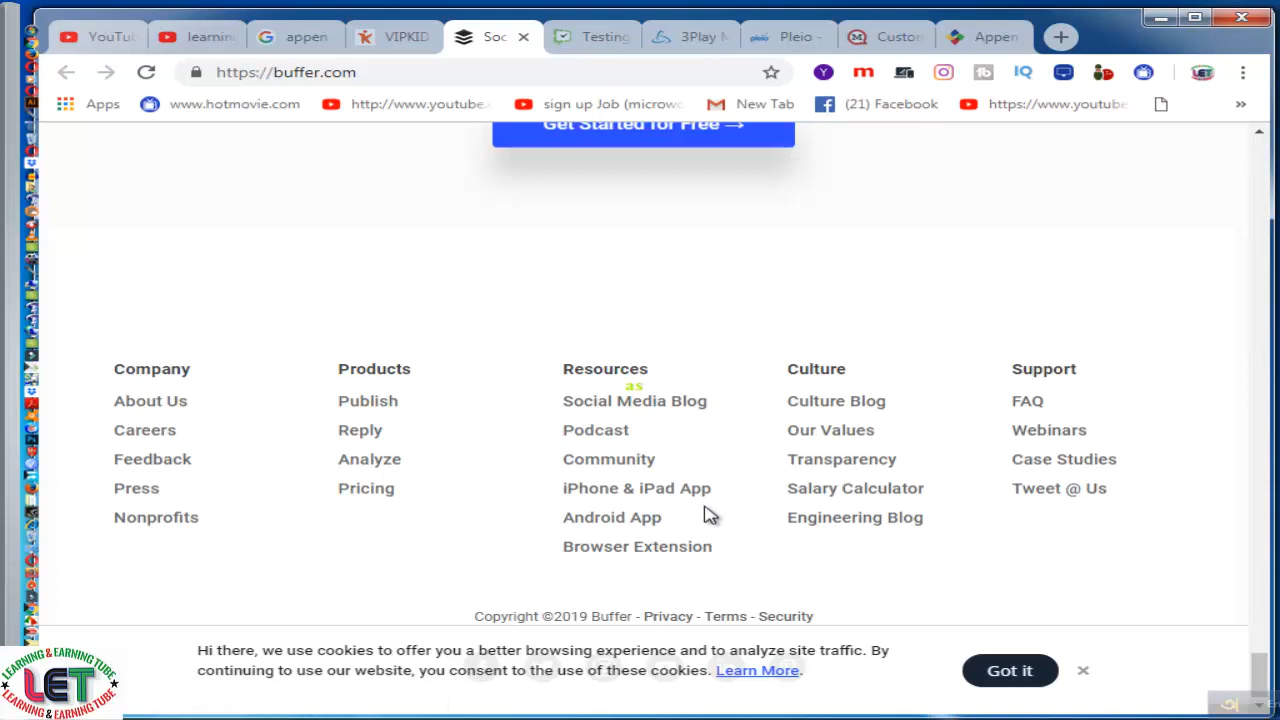 YouTu
learnin
appen
VIPKID
Soc
Testing
3Play M
Pleio -
Custo
Appen
https://buffer.com
Apps
www.hotmovie.com
http://www.youtube.
sign up Job (microwo
New Tab
(21) Facebook
https://www.youtube
Get Started for Free →
Company
Products
Resources
Culture
Support
as
About Us
Publish
Social Media Blog
Culture Blog
FAQ
Careers
Reply
Podcast
Our Values
Webinars
Feedback
Analyze
Community
Transparency
Case Studies
Press
Pricing
iPhone & iPad App
Salary Calculator
Tweet @ Us
Nonprofits
Android App
Engineering Blog
Browser Extension
Copyright ©2019 Buffer - Privacy - Terms - Security
Hi there, we use cookies to offer you a better browsing experience and to analyze site traffic. By
continuing to use our website, you consent to the use of these cookies. Learn More.
Got it
LEARNING & EARNING TUBE
LET
LEARNING & EARNING TUBE